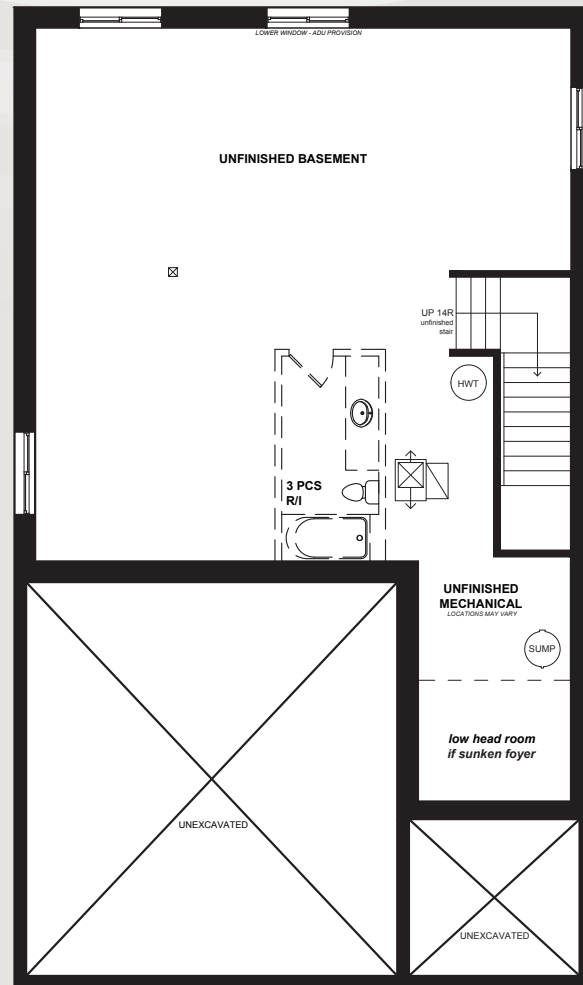 LOWER WINDOW - ADU PROVISION
UNFINISHED BASEMENT
UP 14R
unfinished
stair
HWT
3 PCS
R/I
UNFINISHED
MECHANICAL
LOCATIONS MAY VARY
SUMP
low head room
if sunken foyer
UNEXCAVATED
UNEXCAVATED